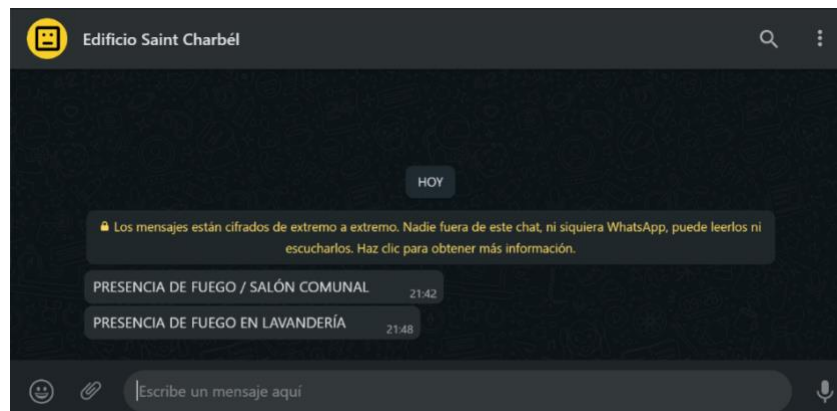 Edificio Saint Charbél
HOY
Los mensajes están cifrados de extremo a extremo. Nadie fuera de este chat, ni siquiera WhatsApp, puede leerlos ni
escucharlos. Haz clic para obtener más información.
PRESENCIA DE FUEGO / SALÓN COMUNAL 21:42
PRESENCIA DE FUEGO EN LAVANDERÍA 21:48
Escribe un mensaje aquí